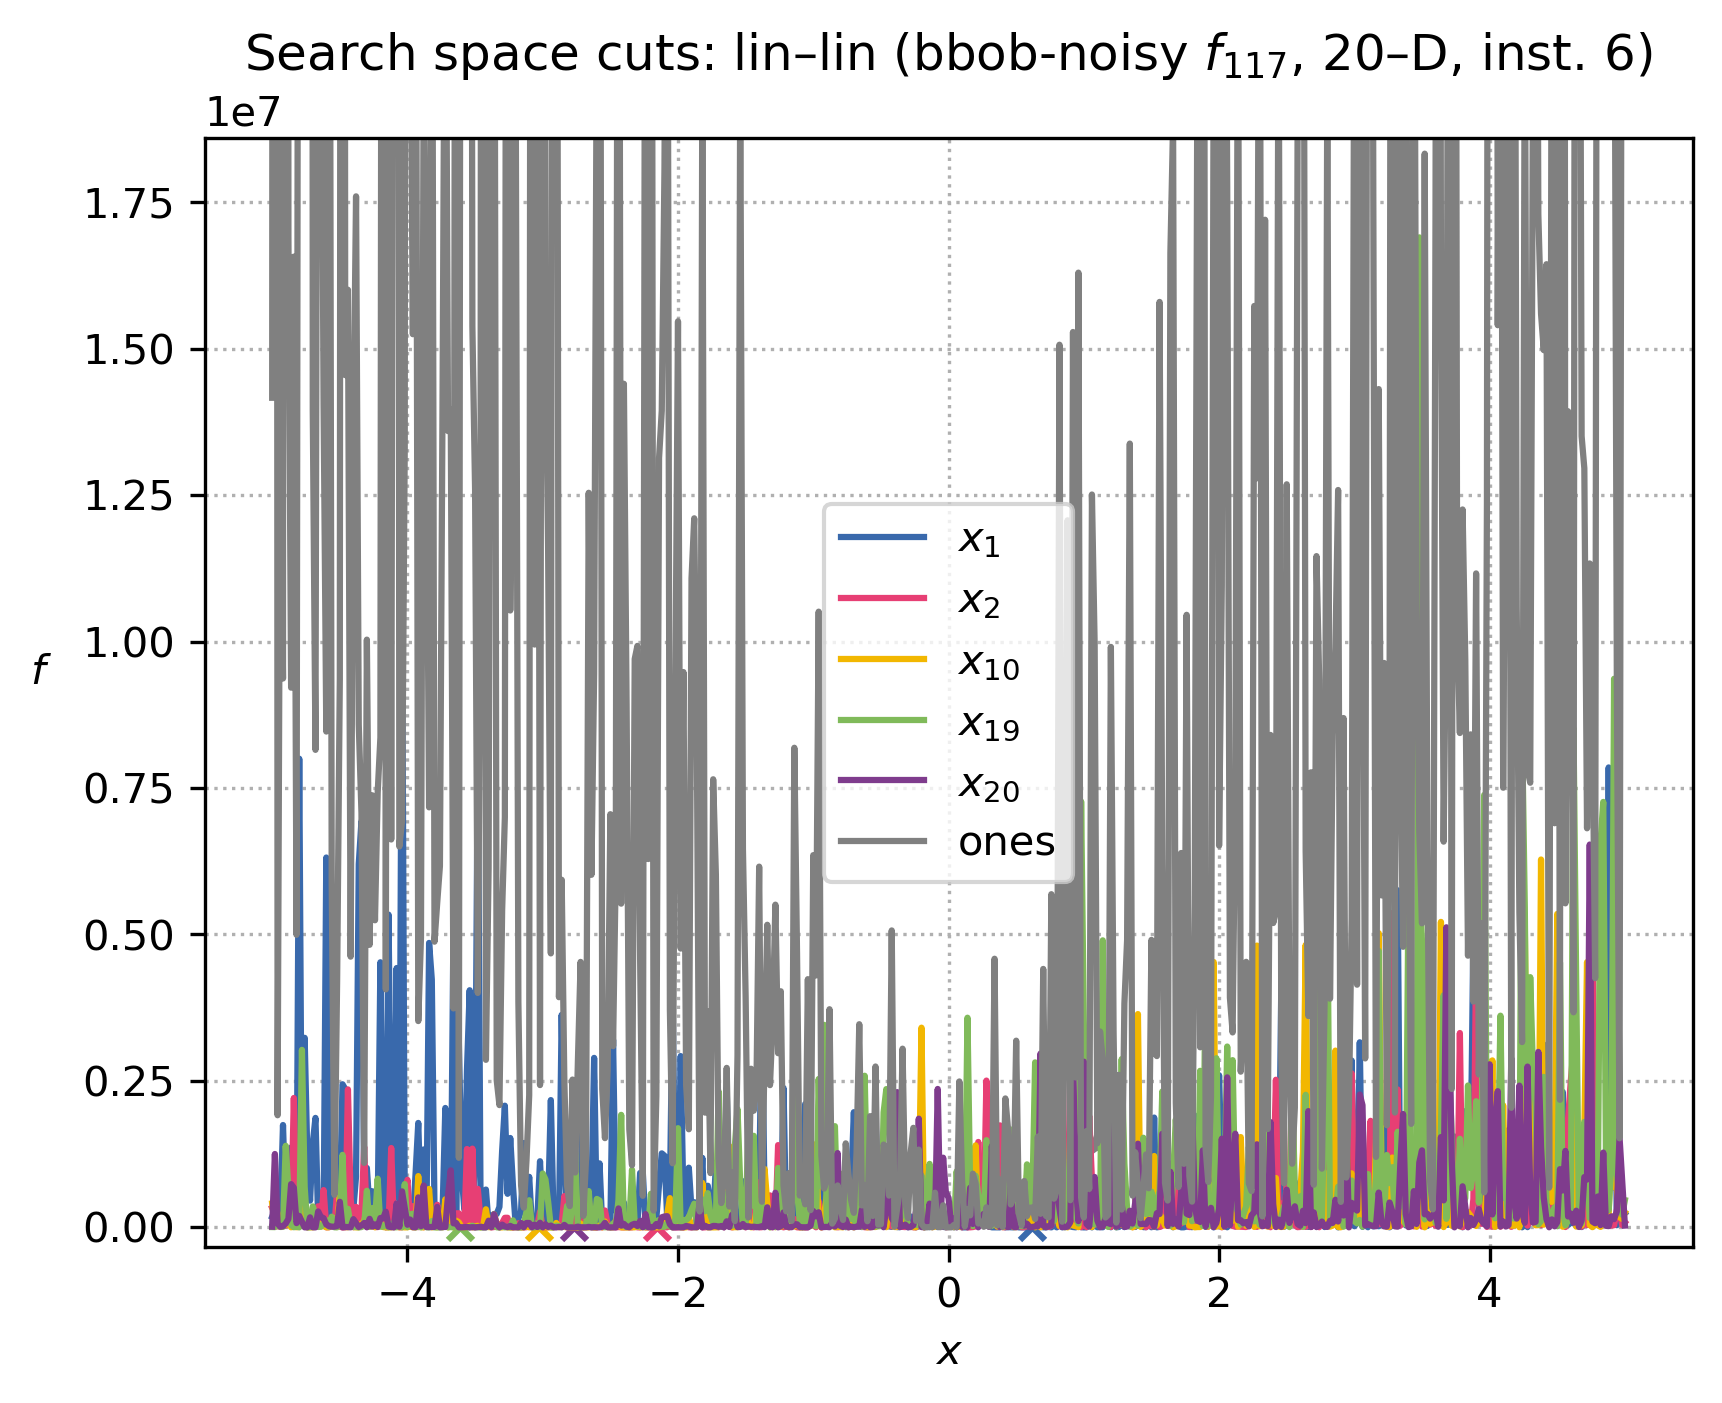 Search space cuts: lin–lin (bbob-noisy f₁₁₇, 20–D, inst. 6)
1e7
1.75
1.50
1.25
1.00
0.75
0.50
0.25
0.00
f
x₁
x₂
x₁₀
x₁₉
x₂₀
ones
−4
−2
0
2
4
x